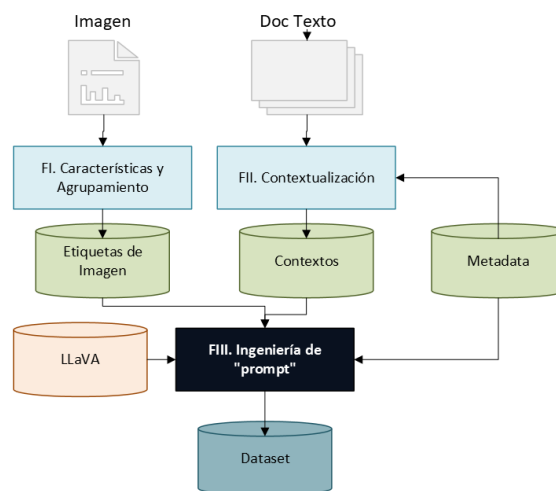 Imagen
Doc Texto
FI. Características y
Agrupamiento
FII. Contextualización
Etiquetas de
Imagen
Contextos
Metadata
LLaVA
FIII. Ingeniería de
"prompt"
Dataset